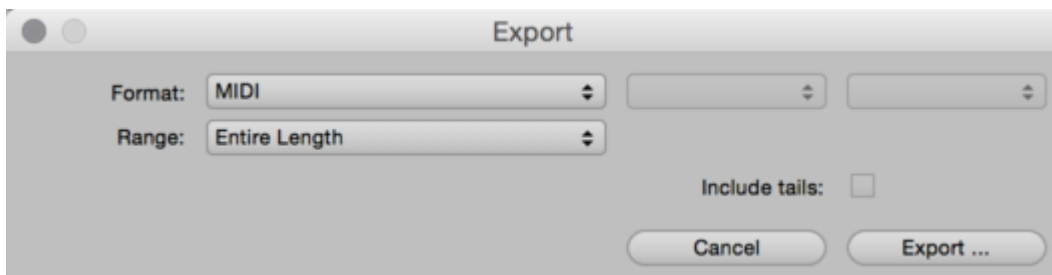 Export
Format: MIDI
Range: Entire Length
Include tails:
Cancel Export ...